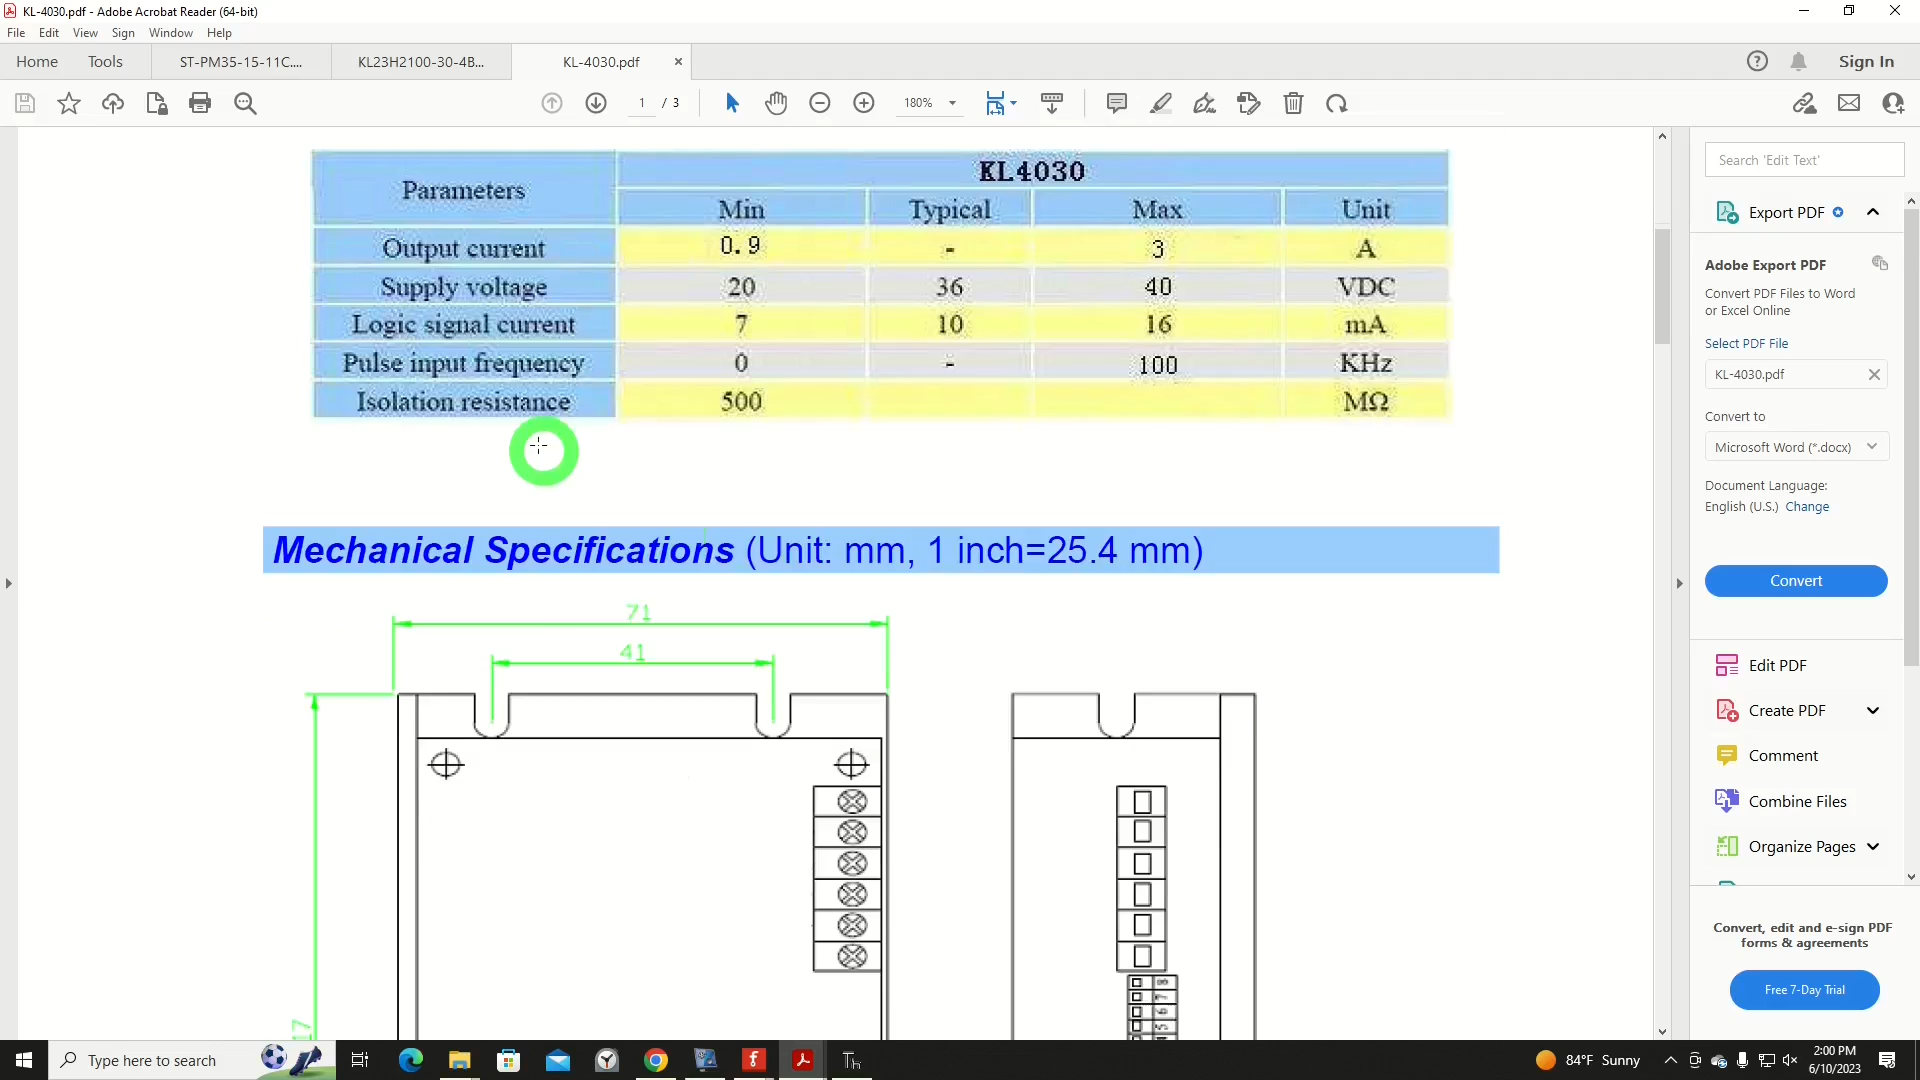 KL-4030.pdf - Adobe Acrobat Reader (64-bit)
File Edit View Sign Window Help
Home Tools ST-PM35-15-11C.... KL23H2100-30-4B... KL-4030.pdf Sign In
1 / 3 180%
Parameters KL4030
Min Typical Max Unit
Output current 0.9 - 3 A
Supply voltage 20 36 40 VDC
Logic signal current 7 10 16 mA
Pulse input frequency 0 - 100 KHz
Isolation resistance 500 MΩ
Mechanical Specifications (Unit: mm, 1 inch=25.4 mm)
71
41
17
8
7
6
5
Search 'Edit Text'
Export PDF
Adobe Export PDF
Convert PDF Files to Word
or Excel Online
Select PDF File
KL-4030.pdf
Convert to
Microsoft Word (*.docx)
Document Language:
English (U.S.) Change
Convert
Edit PDF
Create PDF
Comment
Combine Files
Organize Pages
Convert, edit and e-sign PDF
forms & agreements
Free 7-Day Trial
Type here to search
84°F Sunny
2:00 PM
6/10/2023